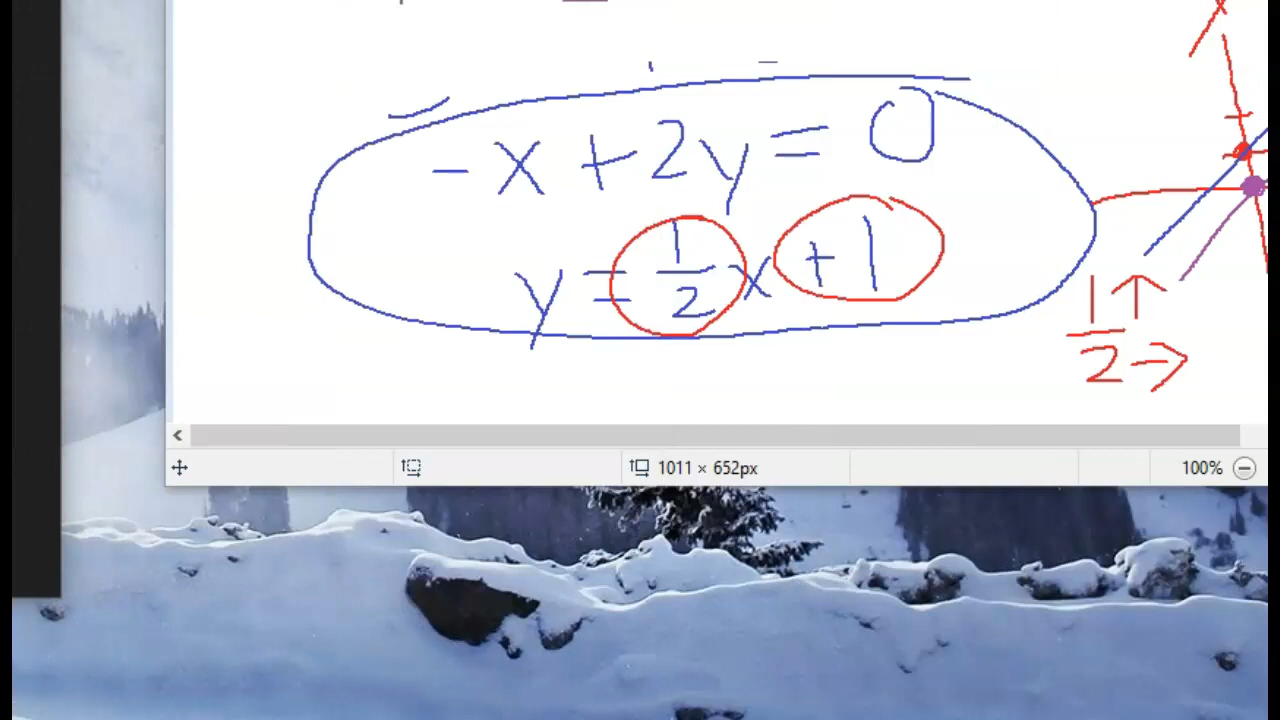 -x + 2y = 0
y = 1/2 x + 1
1 ↑
2 →
1011 × 652px
100%